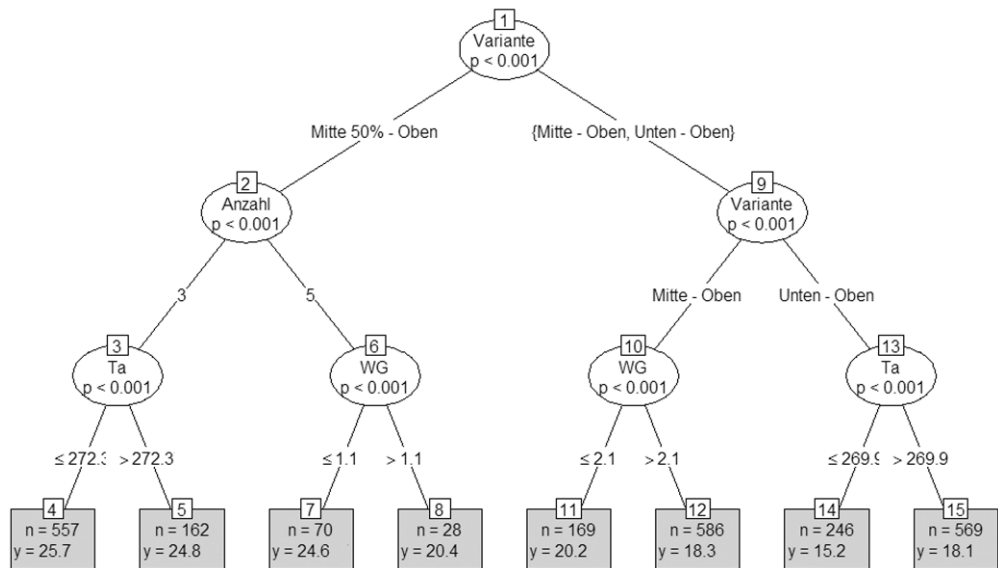 1
Variante
p < 0.001
Mitte 50% - Oben
{Mitte - Oben, Unten - Oben}
2
Anzahl
p < 0.001
9
Variante
p < 0.001
3
5
Mitte - Oben
Unten - Oben
3
Ta
p < 0.001
6
WG
p < 0.001
10
WG
p < 0.001
13
Ta
p < 0.001
≤ 272.3
> 272.3
≤ 1.1
> 1.1
≤ 2.1
> 2.1
≤ 269.9
> 269.9
4
n = 557
y = 25.7
5
n = 162
y = 24.8
7
n = 70
y = 24.6
8
n = 28
y = 20.4
11
n = 169
y = 20.2
12
n = 586
y = 18.3
14
n = 246
y = 15.2
15
n = 569
y = 18.1